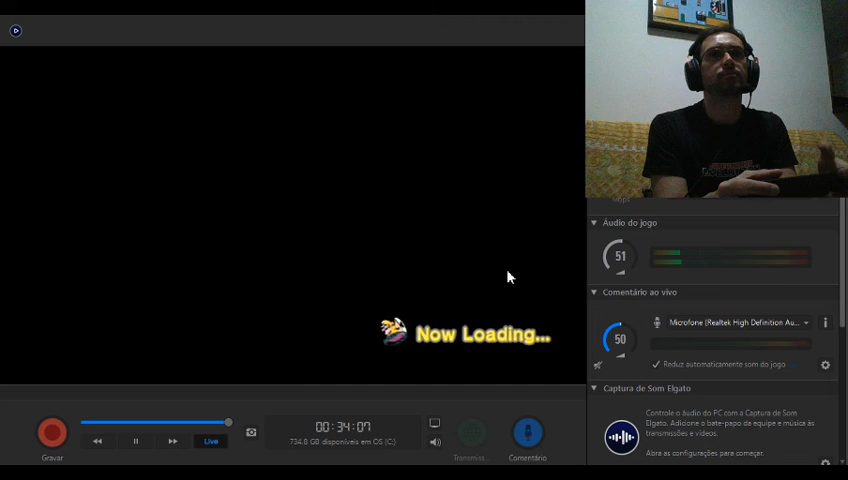 Mbps
Áudio do jogo
51
Comentário ao vivo
Microfone (Realtek High Definition Au...
50
Reduz automaticamente som do jogo
Captura de Som Elgato
Controle o áudio do PC com a Captura de Som
Elgato. Adicione o bate-papo da equipe e música às
transmissões e vídeos.
Abra as configurações para começar.
Now Loading...
Live
00:34:07
734.8 GB disponíveis em OS (C:)
Gravar
Transmiss...
Comentário